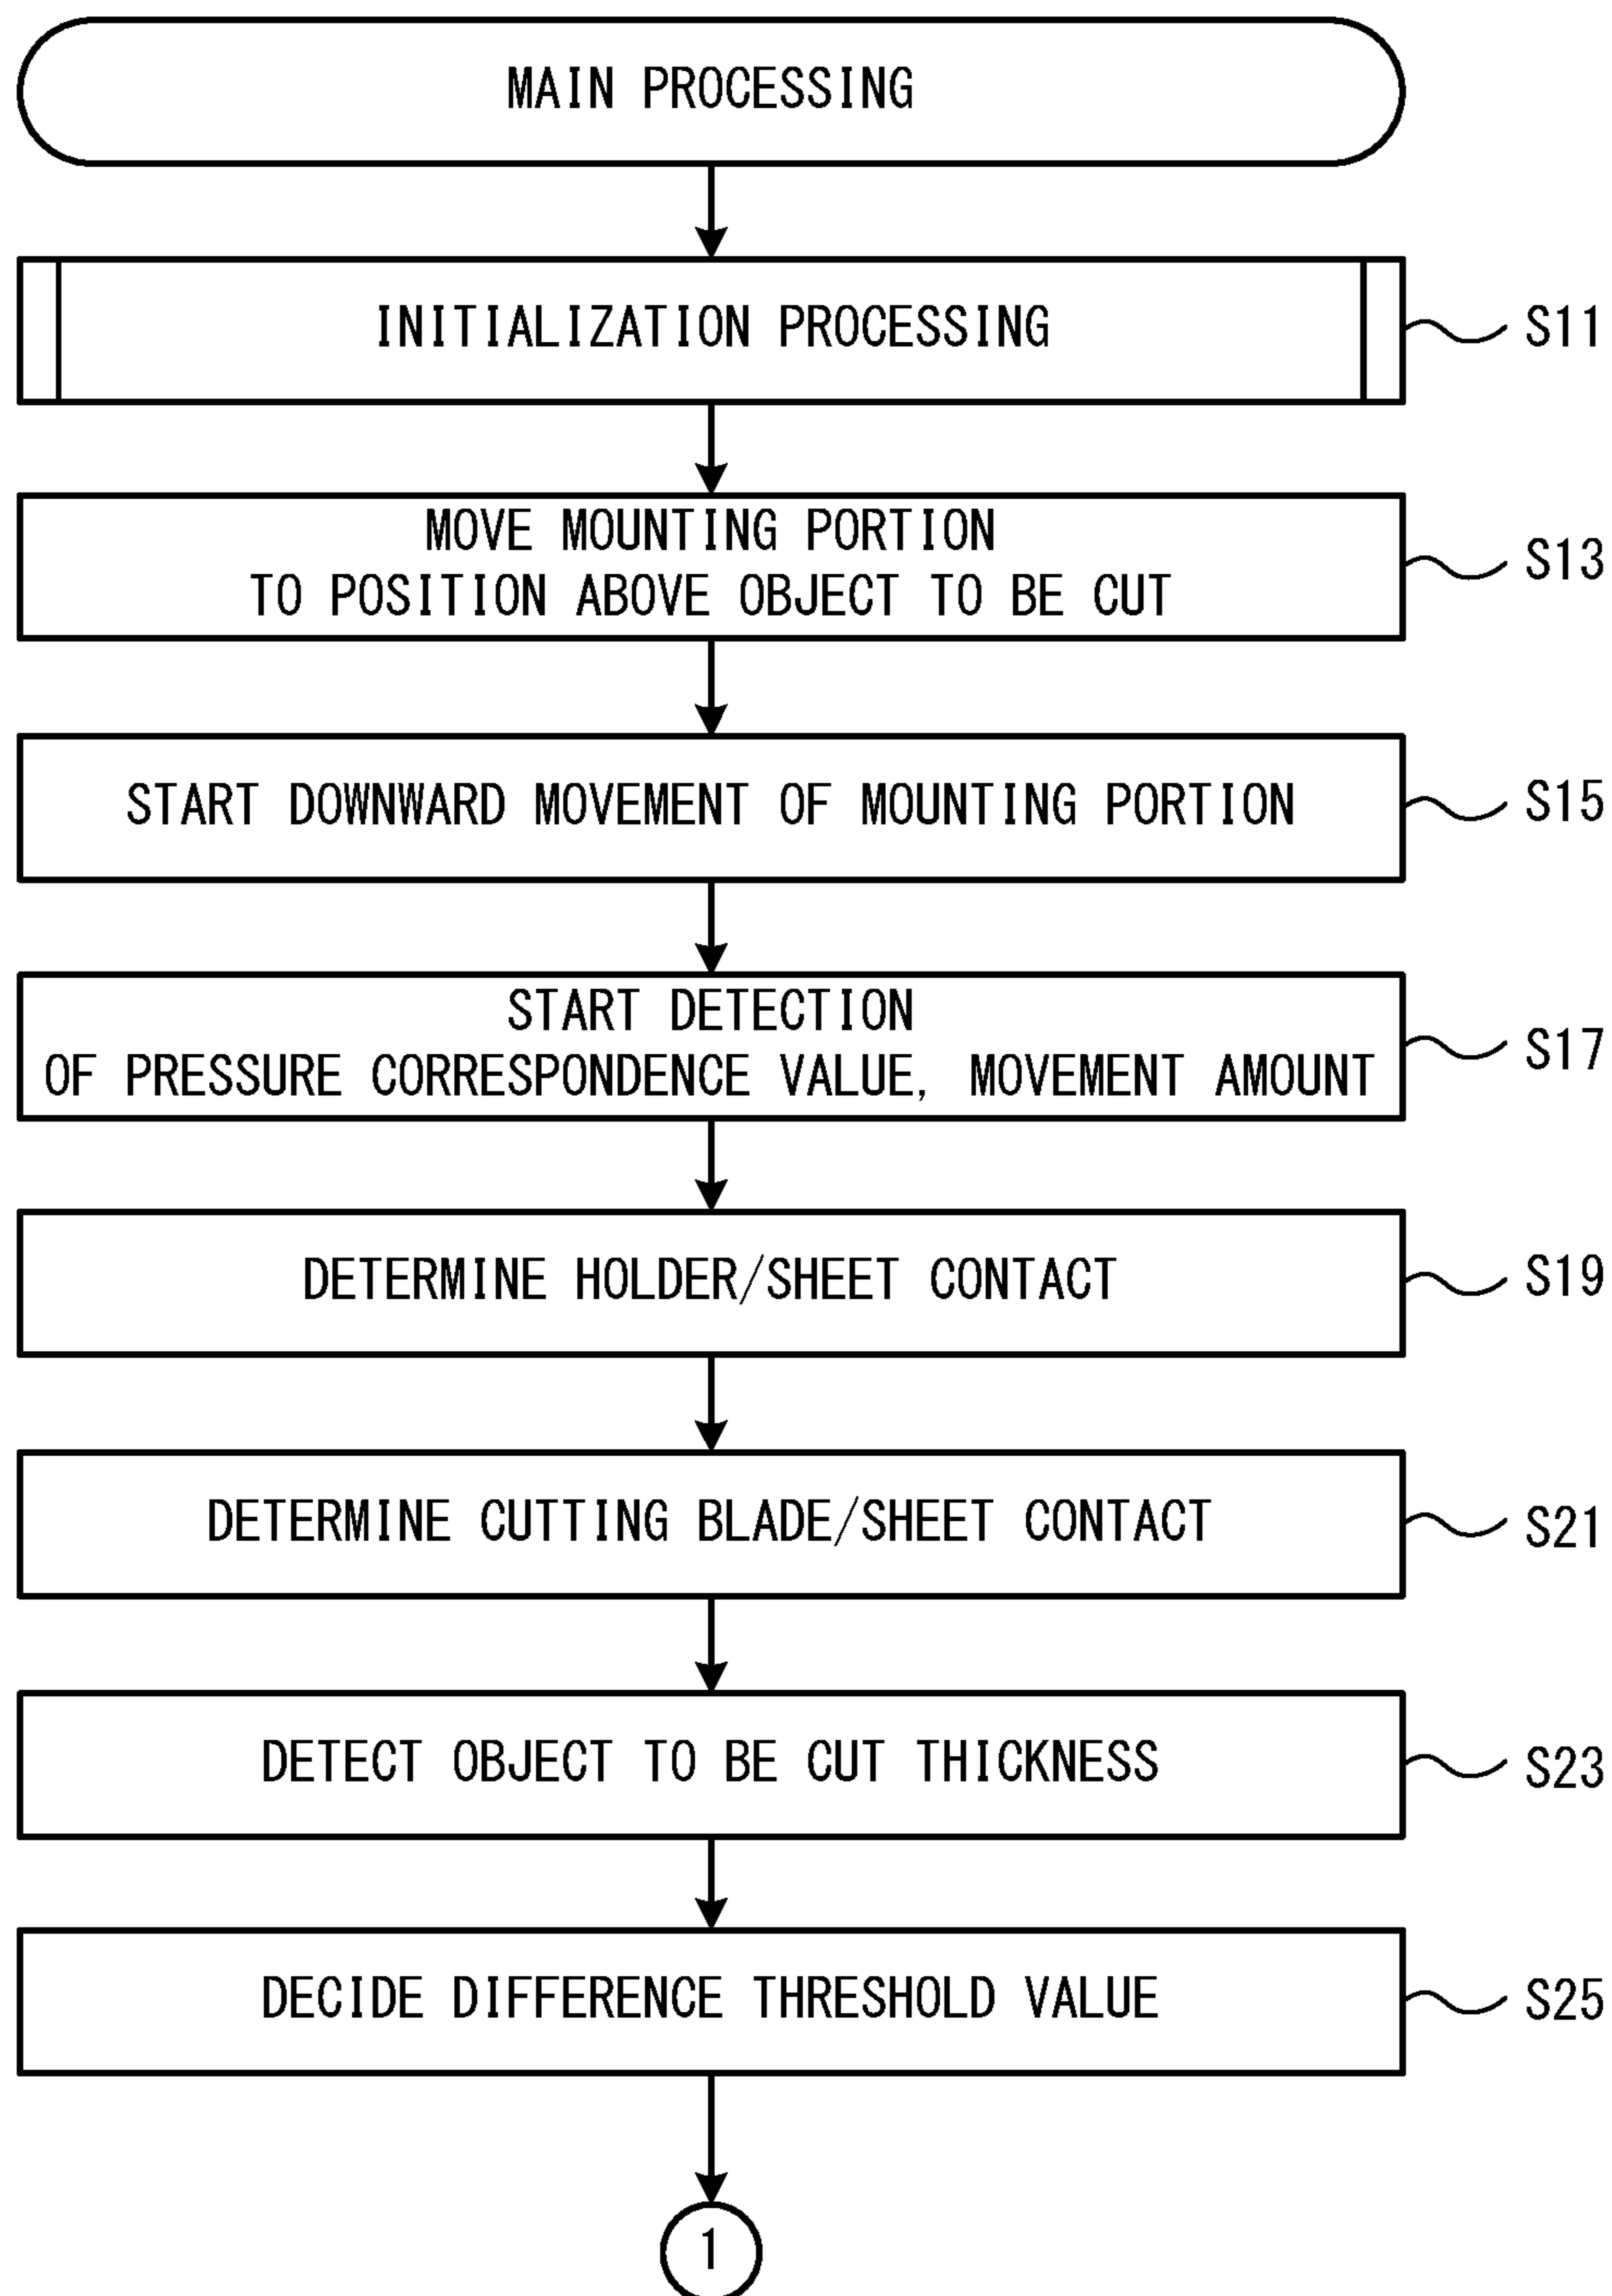 MAIN PROCESSING
INITIALIZATION PROCESSING
S11
MOVE MOUNTING PORTION
TO POSITION ABOVE OBJECT TO BE CUT
S13
START DOWNWARD MOVEMENT OF MOUNTING PORTION
S15
START DETECTION
OF PRESSURE CORRESPONDENCE VALUE, MOVEMENT AMOUNT
S17
DETERMINE HOLDER/SHEET CONTACT
S19
DETERMINE CUTTING BLADE/SHEET CONTACT
S21
DETECT OBJECT TO BE CUT THICKNESS
S23
DECIDE DIFFERENCE THRESHOLD VALUE
S25
1